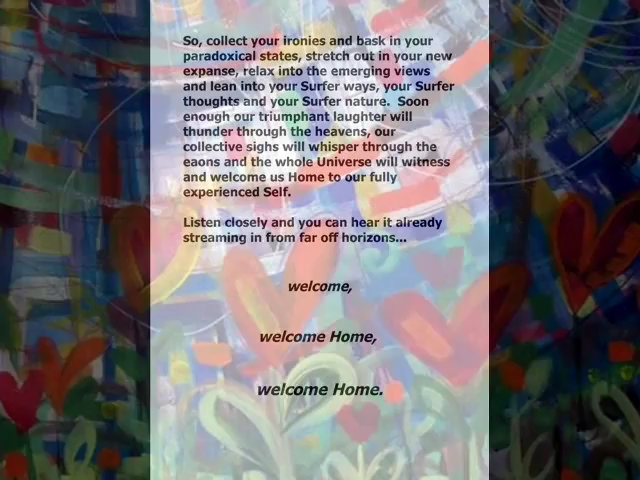 So, collect your ironies and bask in your
paradoxical states, stretch out in your new
expanse, relax into the emerging views
and lean into your Surfer ways, your Surfer
thoughts and your Surfer nature.  Soon
enough our triumphant laughter will
thunder through the heavens, our
collective sighs will whisper through the
eaons and the whole Universe will witness
and welcome us Home to our fully
experienced Self.
Listen closely and you can hear it already
streaming in from far off horizons...
welcome,
welcome Home,
welcome Home.